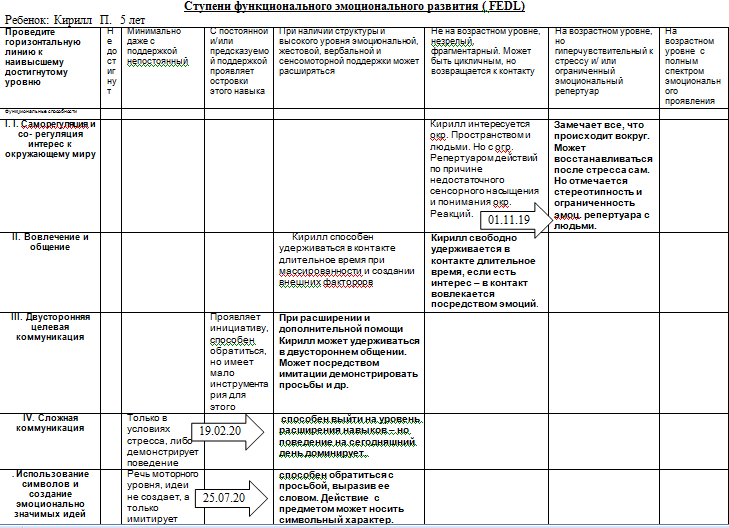 Ступени функционального эмоционального развития ( FEDL)
Ребенок: Кирилл П. 5 лет
Проведите
горизонтальную
линию к
наивысшему
достигнутому
уровню
Н
е
до
ст
иг
ну
т
Минимально
даже с
поддержкой
непостоянный
С постоянной
и/или
предсказуемо
й поддержкой
проявляет
островки
этого навыка
При наличии структуры и
высокого уровня эмоциональной,
жестовой, вербальной и
сенсомоторной поддержки может
расширяться
Не на возрастном уровне,
незрелый,
фрагментарный. Может
быть цикличным, но
возвращается к контакту
На возрастном уровне,
но
гиперчувствительный к
стрессу и/ или
ограниченный
эмоциональный
репертуар
На
возрастном
уровне с
полным
спектром
эмоциональн
ого
проявления
Функциональные способности
I. I. Саморегуляция и
со- регуляция
интерес к
окружающему миру
Кирилл интересуется
окр. Пространством и
людьми. Но с огр.
Репертуаром действий
по причине
недостаточного
сенсорного насыщения
и понимания окр.
Реакций.
01.11.19
Замечает все, что
происходит вокруг.
Может
восстанавливаться
после стресса сам.
Но отмечается
стереотипность и
ограниченность
эмоц. репертуара с
людьми.
II. Вовлечение и
общение
Кирилл способен
удерживаться в контакте
длительное время при
массированности и создании
внешних факторорв
Кирилл свободно
удерживается в
контакте длительное
время, если есть
интерес – в контакт
вовлекается
посредством эмоций.
III. Двусторонняя
целевая
коммуникация
Проявляет
инициативу,
способен
обратиться,
но имеет
мало
инструмента
рия для
этого
При расширении и
дополнительной помощи
Кирилл может удерживаться
в двустороннем общении.
Может посредством
имитации демонстрировать
просьбы и др.
IV. Сложная
коммуникация
Только в
условиях
стресса, либо
демонстрирует
поведение
19.02.20
способен выйти на уровень
расширения навыков – но
поведение на сегодняшний
день доминирует.
. Использование
символов и
создание
эмоционально
значимых идей
Речь моторного
уровня, идеи
не создает, а
только
имитирует
25.07.20
способен обратиться с
просьбой, выразив ее
словом. Действие с
предметом может носить
символьный характер.